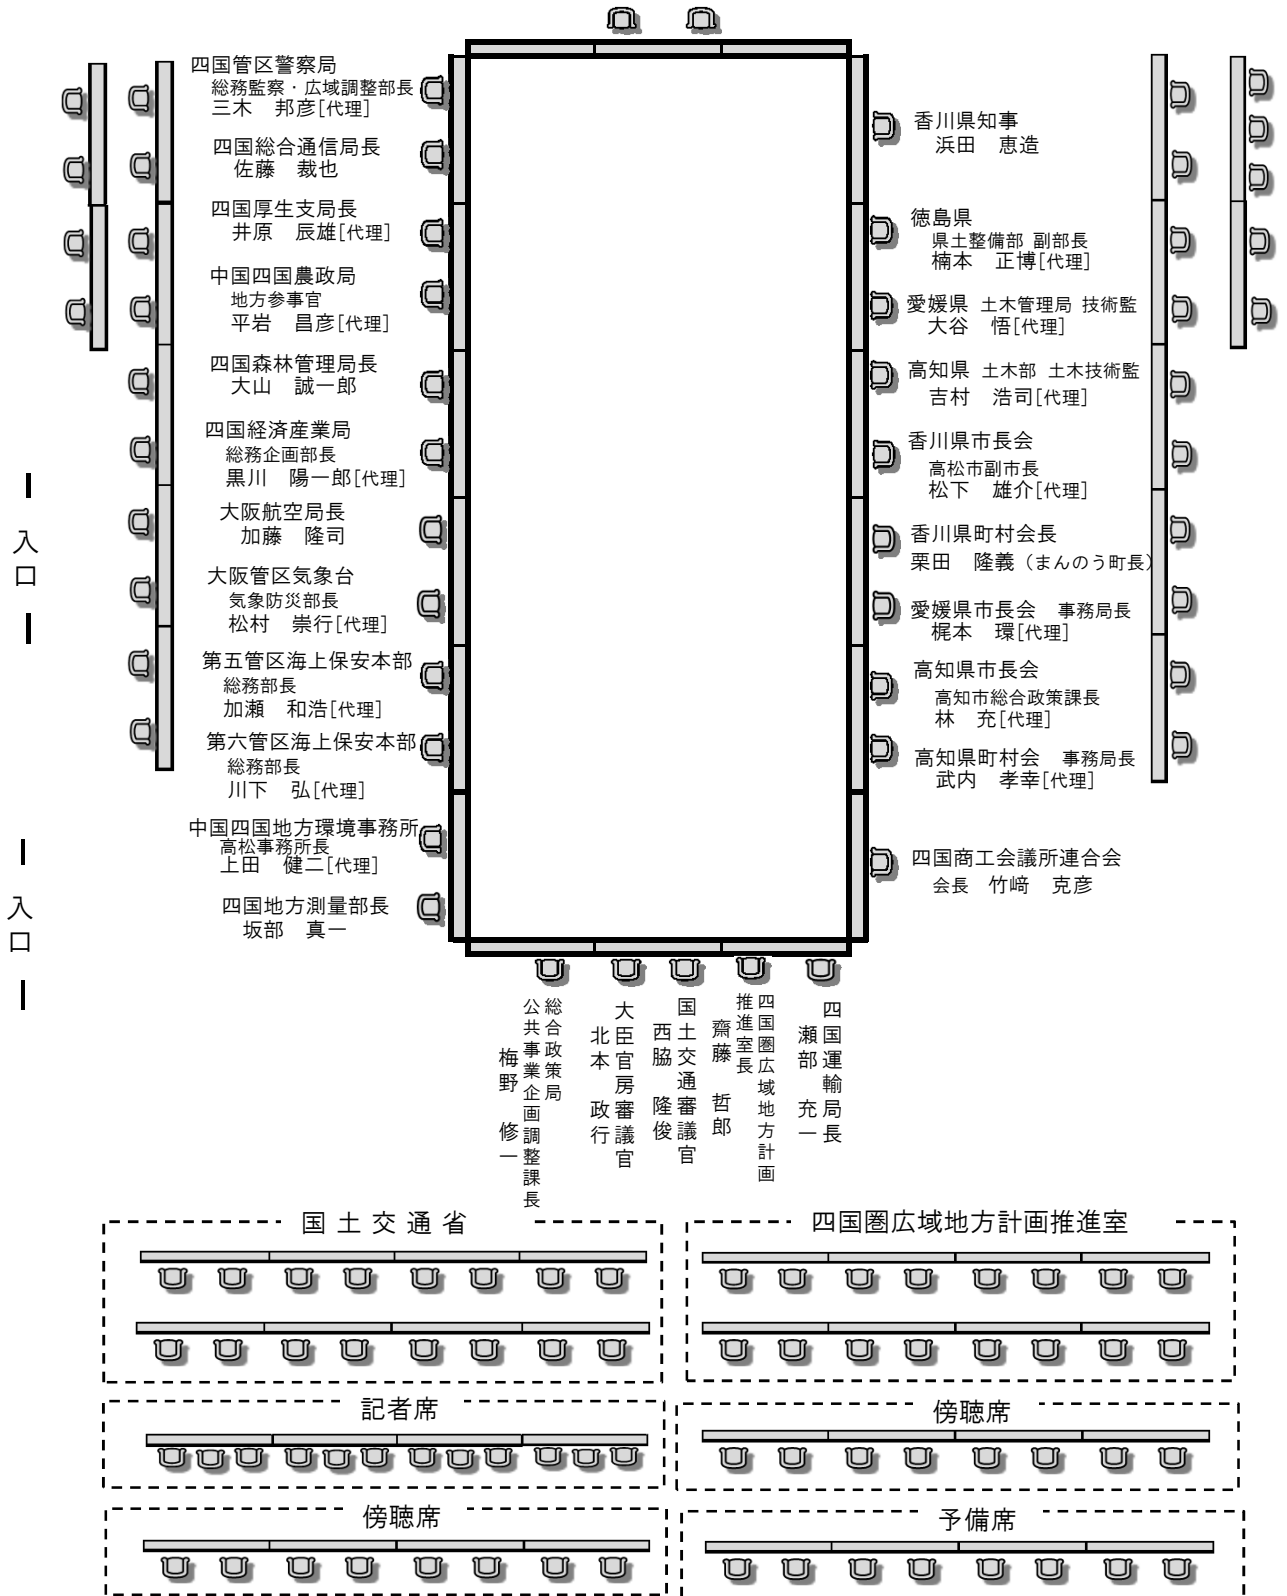 四国管区警察局
総務監察・広域調整部長
三木 邦彦[代理]
四国総合通信局長
佐藤 裁也
四国厚生支局長
井原 辰雄[代理]
中国四国農政局
地方参事官
平岩 昌彦[代理]
四国森林管理局長
大山 誠一郎
四国経済産業局
総務企画部長
黒川 陽一郎[代理]
大阪航空局長
加藤 隆司
大阪管区気象台
気象防災部長
松村 崇行[代理]
第五管区海上保安本部
総務部長
加瀬 和浩[代理]
第六管区海上保安本部
総務部長
川下 弘[代理]
中国四国地方環境事務所
高松事務所長
上田 健二[代理]
四国地方測量部長
坂部 真一
香川県知事
浜田 恵造
徳島県
県土整備部 副部長
楠本 正博[代理]
愛媛県 土木管理局 技術監
大谷 悟[代理]
高知県 土木部 土木技術監
吉村 浩司[代理]
香川県市長会
高松市副市長
松下 雄介[代理]
香川県町村会長
栗田 隆義(まんのう町長)
愛媛県市長会 事務局長
梶本 環[代理]
高知県市長会
高知市総合政策課長
林 充[代理]
高知県町村会 事務局長
武内 孝幸[代理]
四国商工会議所連合会
会長 竹﨑 克彦
入口
入口
四国運輸局長
瀬部 充一
四国圏広域地方計画
推進室長
齋藤 哲郎
国土交通審議官
西脇 隆俊
大臣官房審議官
北本 政行
総合政策局
公共事業企画調整課長
梅野 修一
国土交通省
四国圏広域地方計画推進室
記者席
傍聴席
傍聴席
予備席